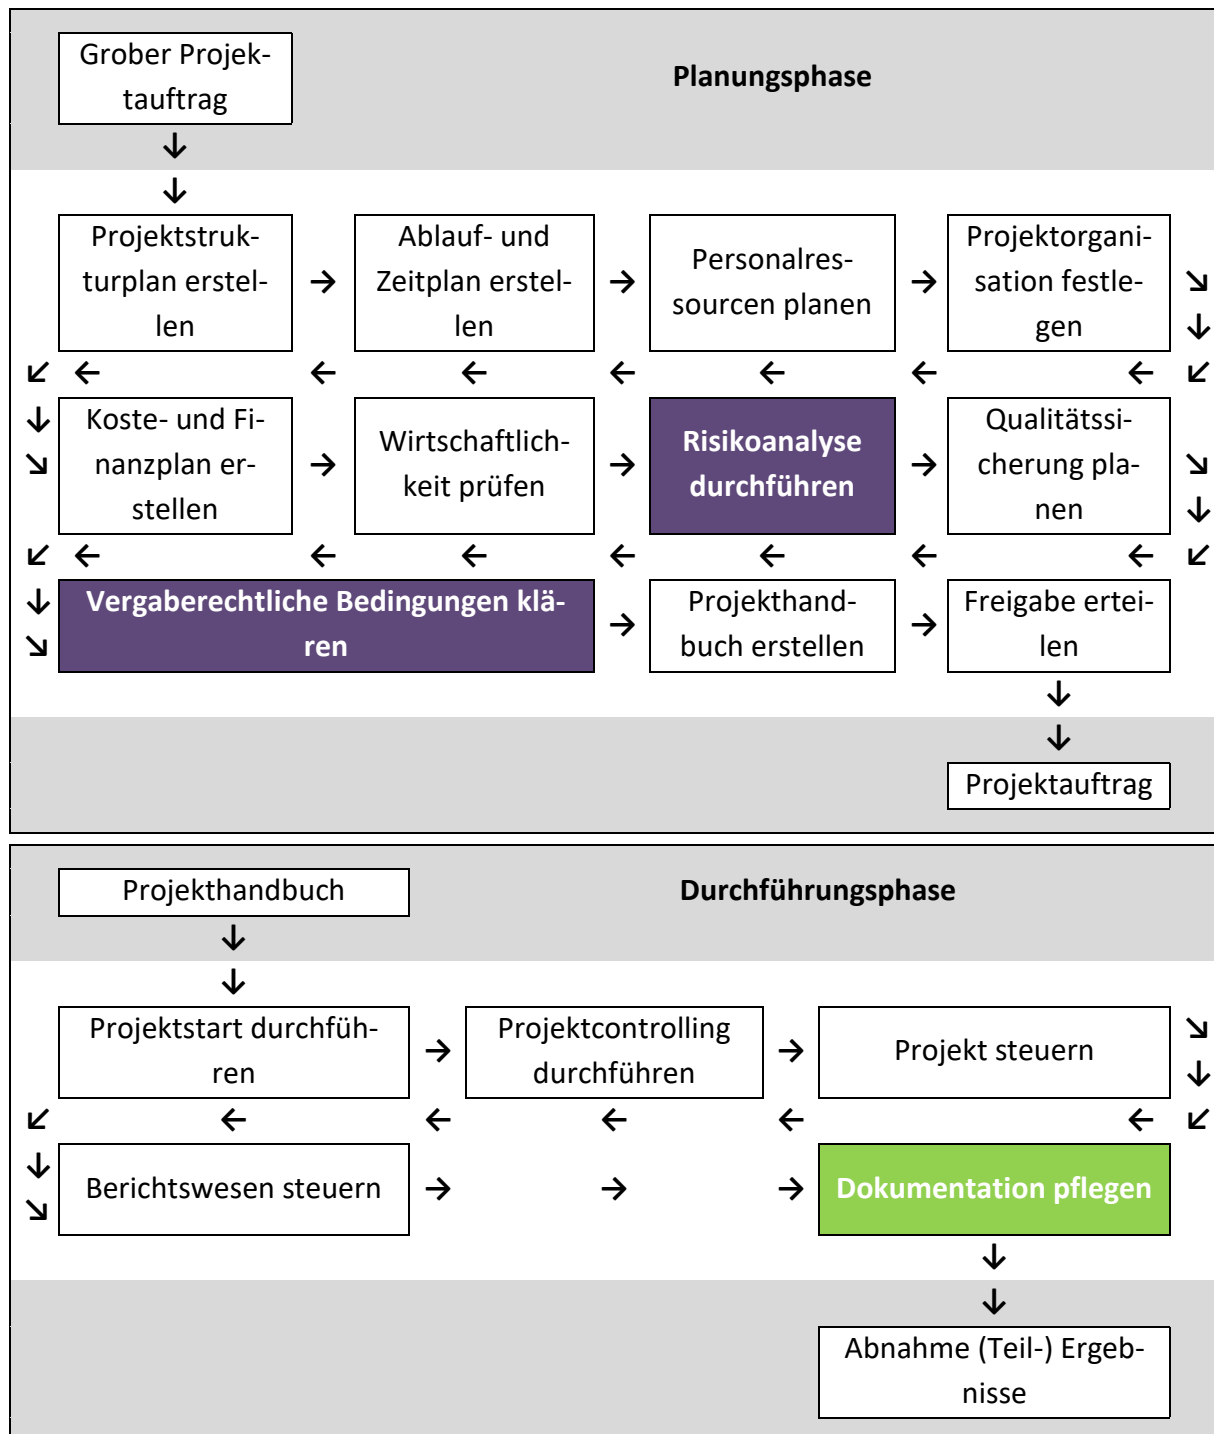 Grober Projek-
tauftrag
Planungsphase
↓
↓
Projektstruk-
turplan erstel-
len
→
Ablauf- und
Zeitplan erstel-
len
→
Personalres-
sourcen planen
→
Projektorgani-
sation festle-
gen
↘
↓
↙ ← ← ← ← ← ← ← ↙
↓
↘
Koste- und Fi-
nanzplan er-
stellen
→
Wirtschaftlich-
keit prüfen
→
Risikoanalyse
durchführen
→
Qualitätssi-
cherung pla-
nen
↘
↓
↙ ← ← ← ← ← ← ← ↙
↓
↘
Vergaberechtliche Bedingungen klä-
ren
→
Projekthand-
buch erstellen
→
Freigabe ertei-
len
↓
↓
Projektauftrag
Projekthandbuch
Durchführungsphase
↓
↓
Projektstart durchfüh-
ren
→
Projektcontrolling
durchführen
→
Projekt steuern
↘
↓
↙ ← ← ← ← ← ↙
↓
↘
Berichtswesen steuern
→ → →
Dokumentation pflegen
↓
↓
Abnahme (Teil-) Ergeb-
nisse